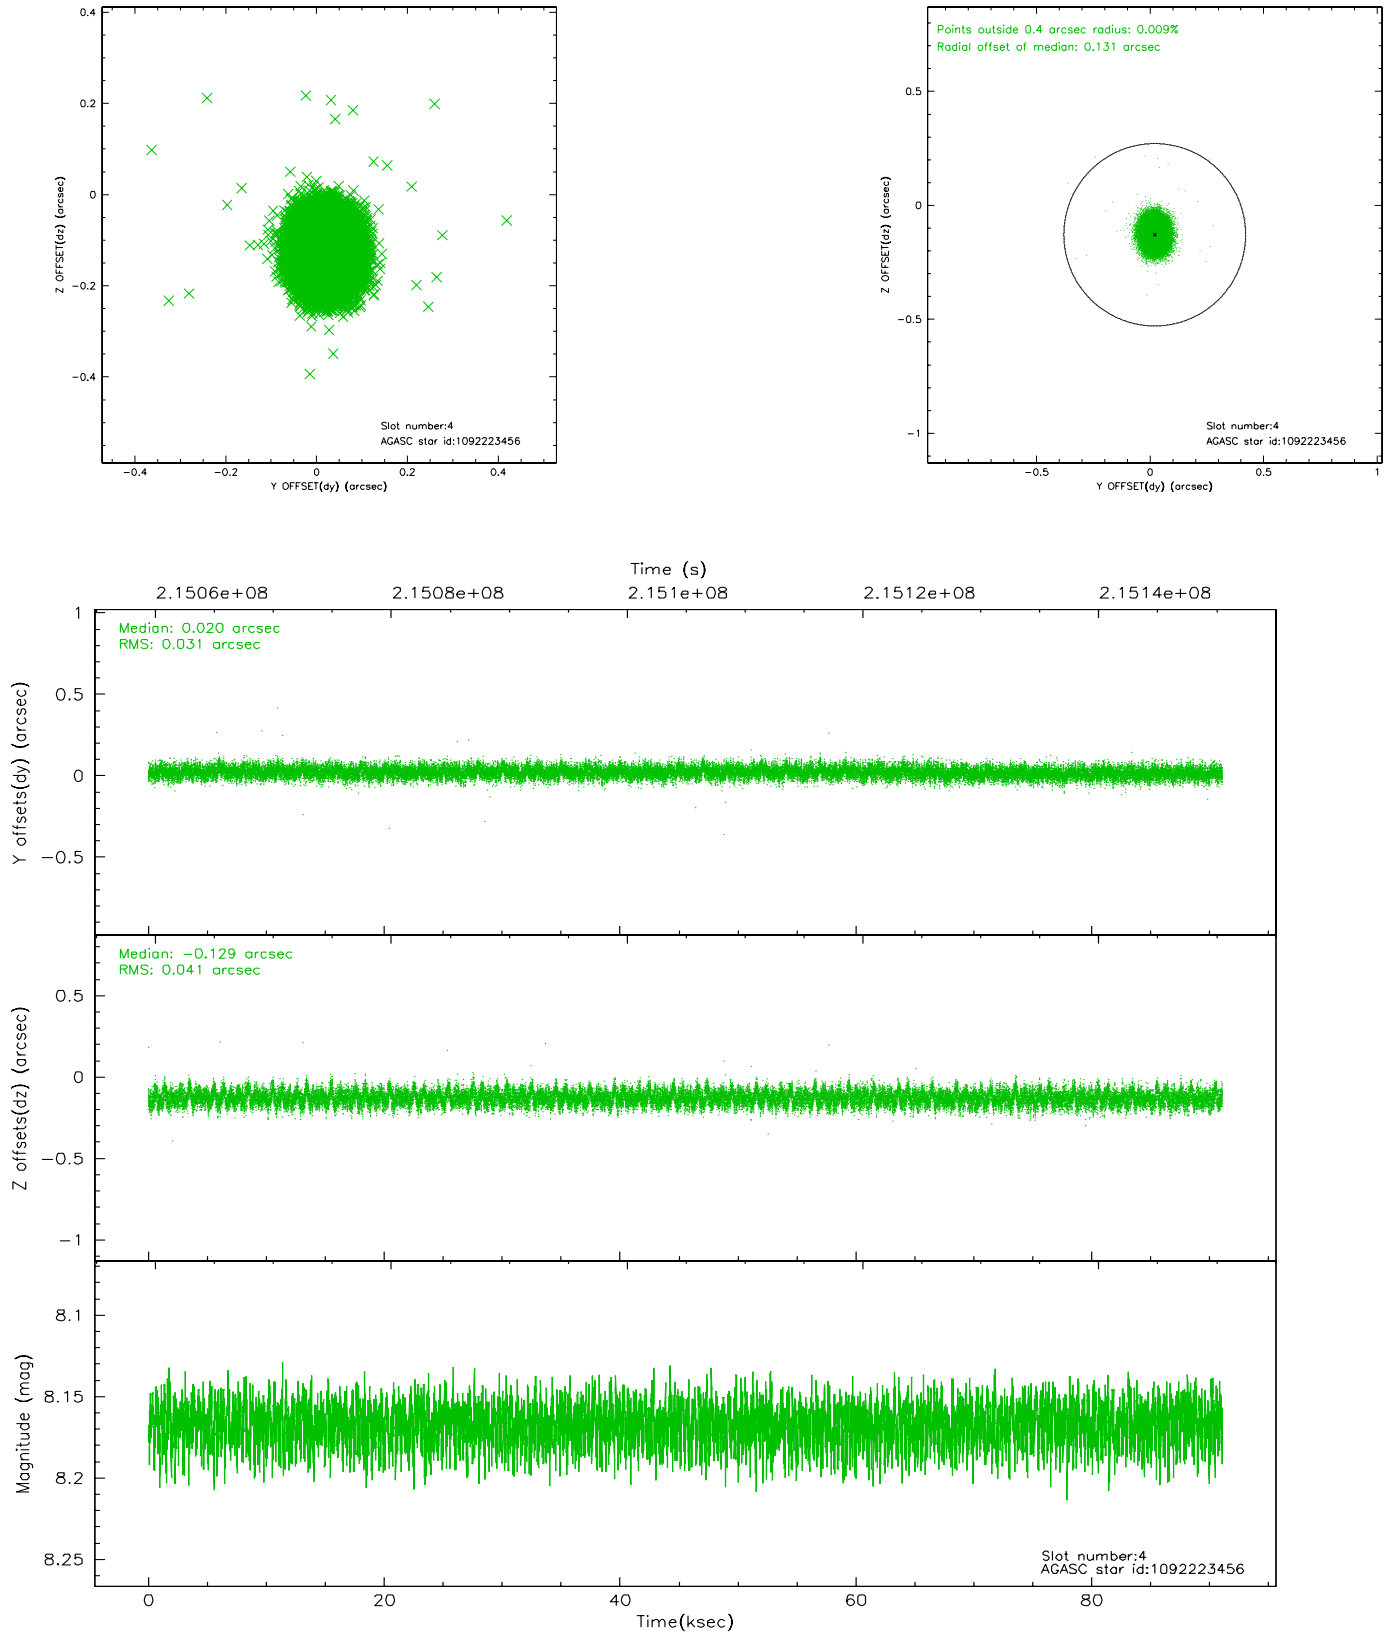 0.4
0.2
0
−0.2
−0.4
Z OFFSET(dz) (arcsec)
Slot number:4
AGASC star id:1092223456
−0.4 −0.2 0 0.2 0.4
Y OFFSET(dy) (arcsec)
Points outside 0.4 arcsec radius: 0.009%
Radial offset of median: 0.131 arcsec
0.5
0
−0.5
−1
Z OFFSET(dz) (arcsec)
Slot number:4
AGASC star id:1092223456
−0.5 0 0.5 1
Y OFFSET(dy) (arcsec)
Time (s)
2.1506e+08 2.1508e+08 2.151e+08 2.1512e+08 2.1514e+08
Median: 0.020 arcsec
RMS: 0.031 arcsec
1
0.5
0
−0.5
Y offsets(dy) (arcsec)
Median: −0.129 arcsec
RMS: 0.041 arcsec
0.5
0
−0.5
−1
Z offsets(dz) (arcsec)
8.1
8.15
8.2
8.25
Magnitude (mag)
Slot number:4
AGASC star id:1092223456
0 20 40 60 80
Time(ksec)